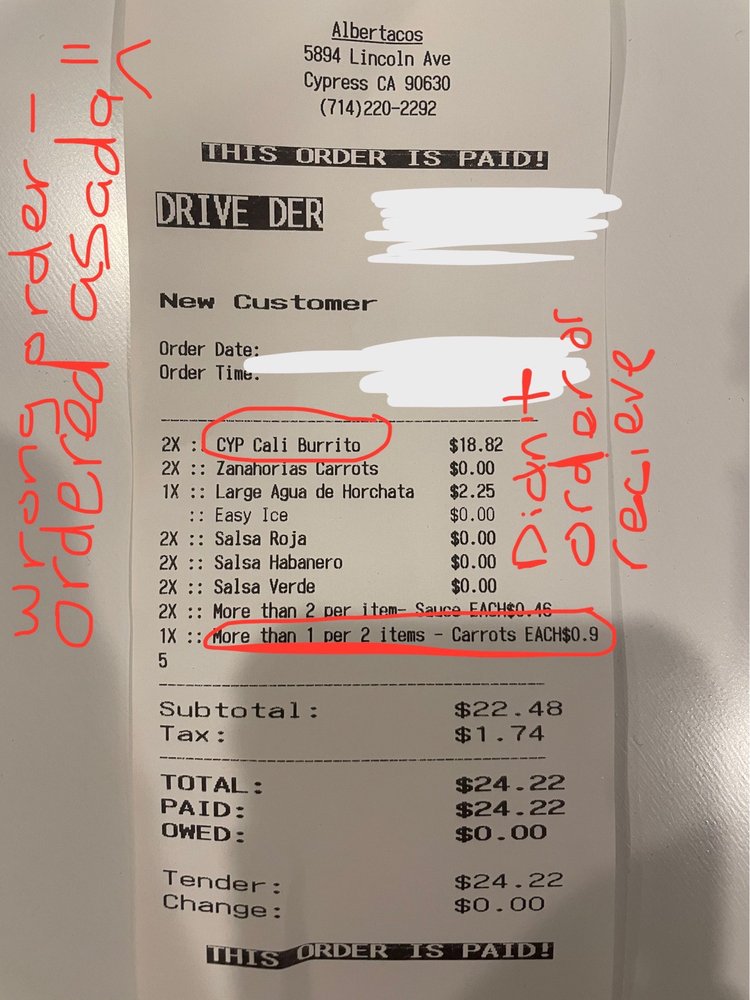 Albertacos
5894 Lincoln Ave
Cypress CA 90630
(714)220-2292
THIS ORDER IS PAID!
DRIVE DER
New Customer
Order Date:
Order Time:
2X :: CYP Cali Burrito $18.82
2X :: Zanahorias Carrots $0.00
1X :: Large Agua de Horchata $2.25
:: Easy Ice $0.00
2X :: Salsa Roja $0.00
2X :: Salsa Habanero $0.00
2X :: Salsa Verde $0.00
2X :: More than 2 per item- Sauce EACH$0.46
1X :: More than 1 per 2 items - Carrots EACH$0.9
5
Subtotal: $22.48
Tax: $1.74
TOTAL: $24.22
PAID: $24.22
OWED: $0.00
Tender: $24.22
Change: $0.00
THIS ORDER IS PAID!
wrong order -
ordered asada
Didn't
order or
recieve